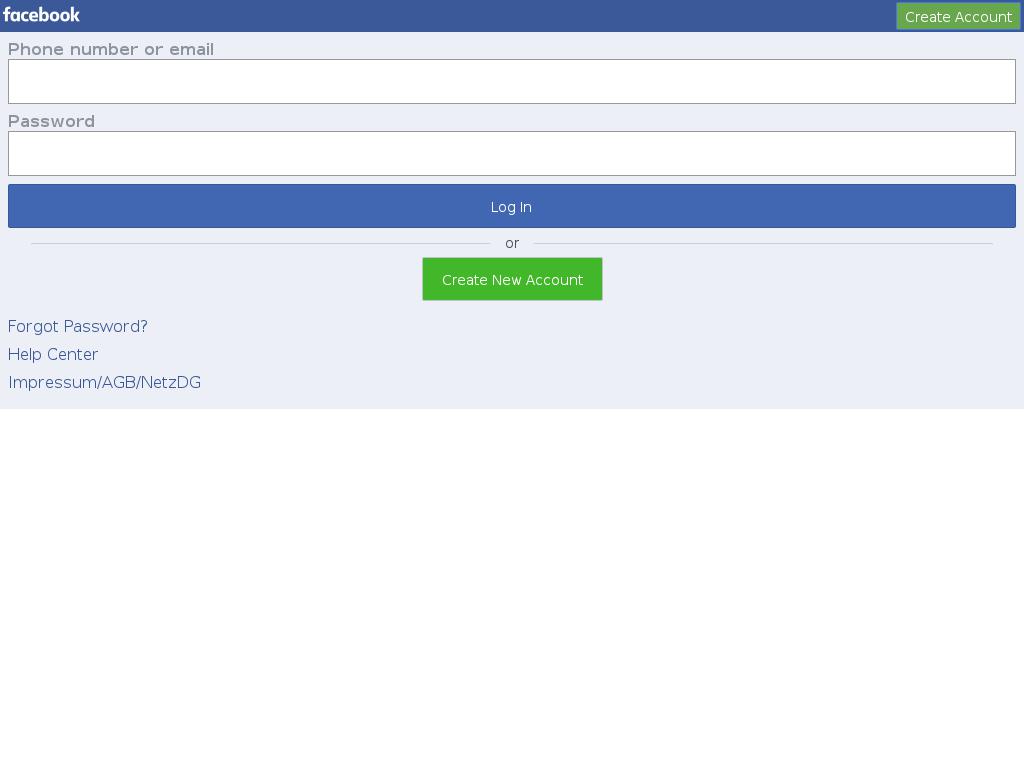 facebook
Create Account
Phone number or email
Password
Log In
or
Create New Account
Forgot Password?
Help Center
Impressum/AGB/NetzDG